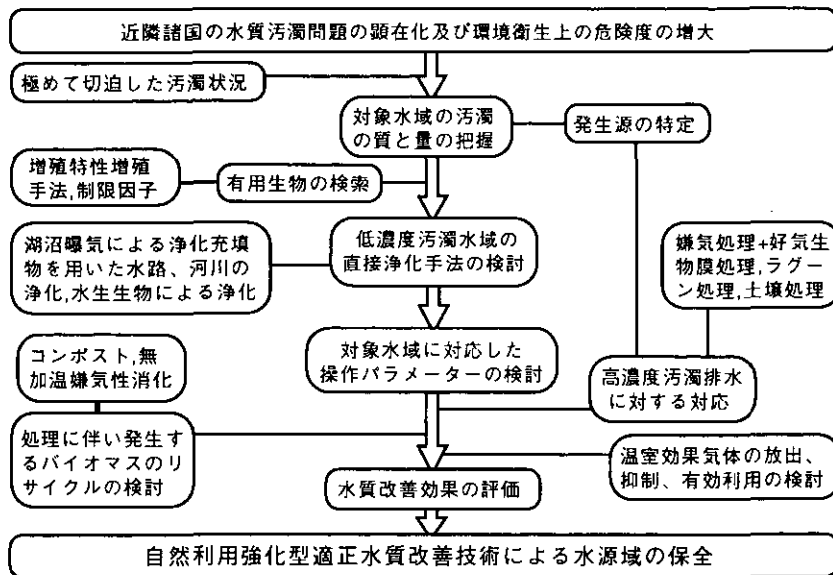 近隣諸国の水質汚濁問題の顕在化及び環境衛生上の危険度の増大
極めて切迫した汚濁状況
対象水域の汚濁
の質と量の把握
発生源の特定
増殖特性増殖
手法,制限因子
有用生物の検索
湖沼曝気による浄化充填
物を用いた水路、河川の
浄化,水生生物による浄化
低濃度汚濁水域の
直接浄化手法の検討
嫌気処理+好気生
物膜処理,ラグー
ン処理,土壌処理
コンポスト,無
加温嫌気性消化
対象水域に対応した
操作パラメーターの検討
高濃度汚濁排水
に対する対応
処理に伴い発生す
るバイオマスのリ
サイクルの検討
温室効果気体の放出、
抑制、有効利用の検討
水質改善効果の評価
自然利用強化型適正水質改善技術による水源域の保全